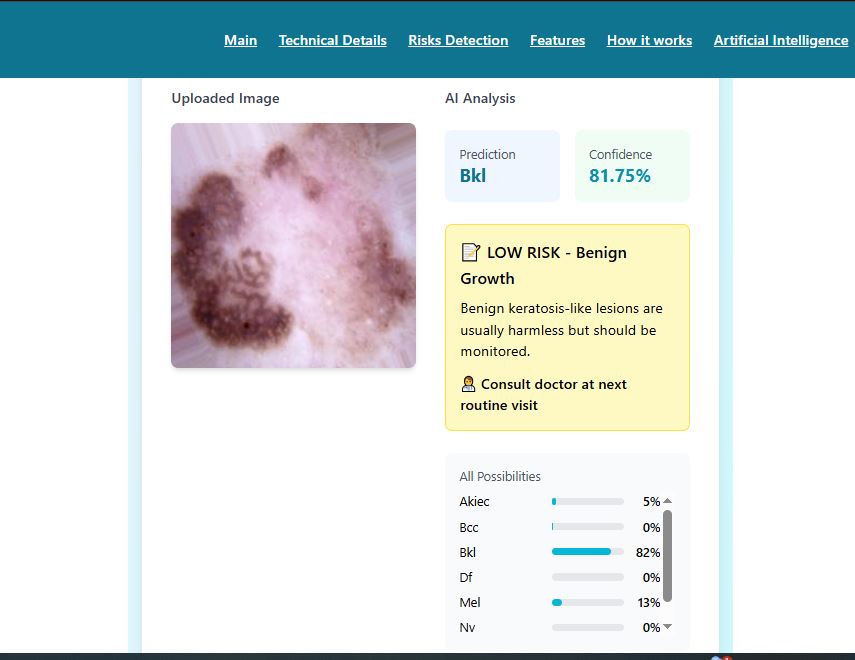 Main Technical Details Risks Detection Features How it works Artificial Intelligence
Uploaded Image
AI Analysis
Prediction
Bkl
Confidence
81.75%
📝 LOW RISK - Benign
Growth
Benign keratosis-like lesions are
usually harmless but should be
monitored.
👩‍⚕️ Consult doctor at next
routine visit
All Possibilities
Akiec 5%
Bcc 0%
Bkl 82%
Df 0%
Mel 13%
Nv 0%